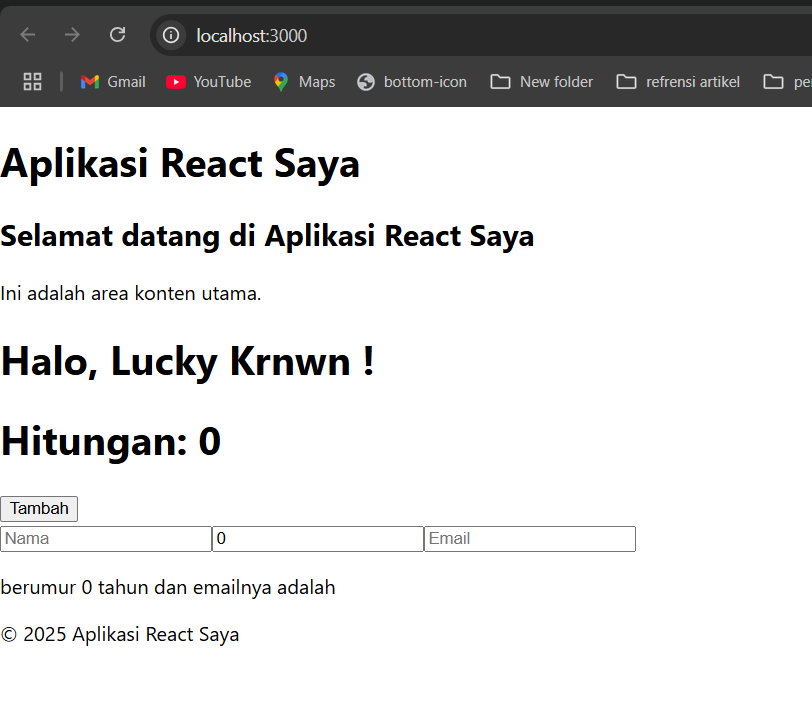 localhost:3000
Gmail YouTube Maps bottom-icon New folder refrensi artikel
Aplikasi React Saya
Selamat datang di Aplikasi React Saya
Ini adalah area konten utama.
Halo, Lucky Krnwn !
Hitungan: 0
Tambah
Nama 0 Email
berumur 0 tahun dan emailnya adalah
© 2025 Aplikasi React Saya